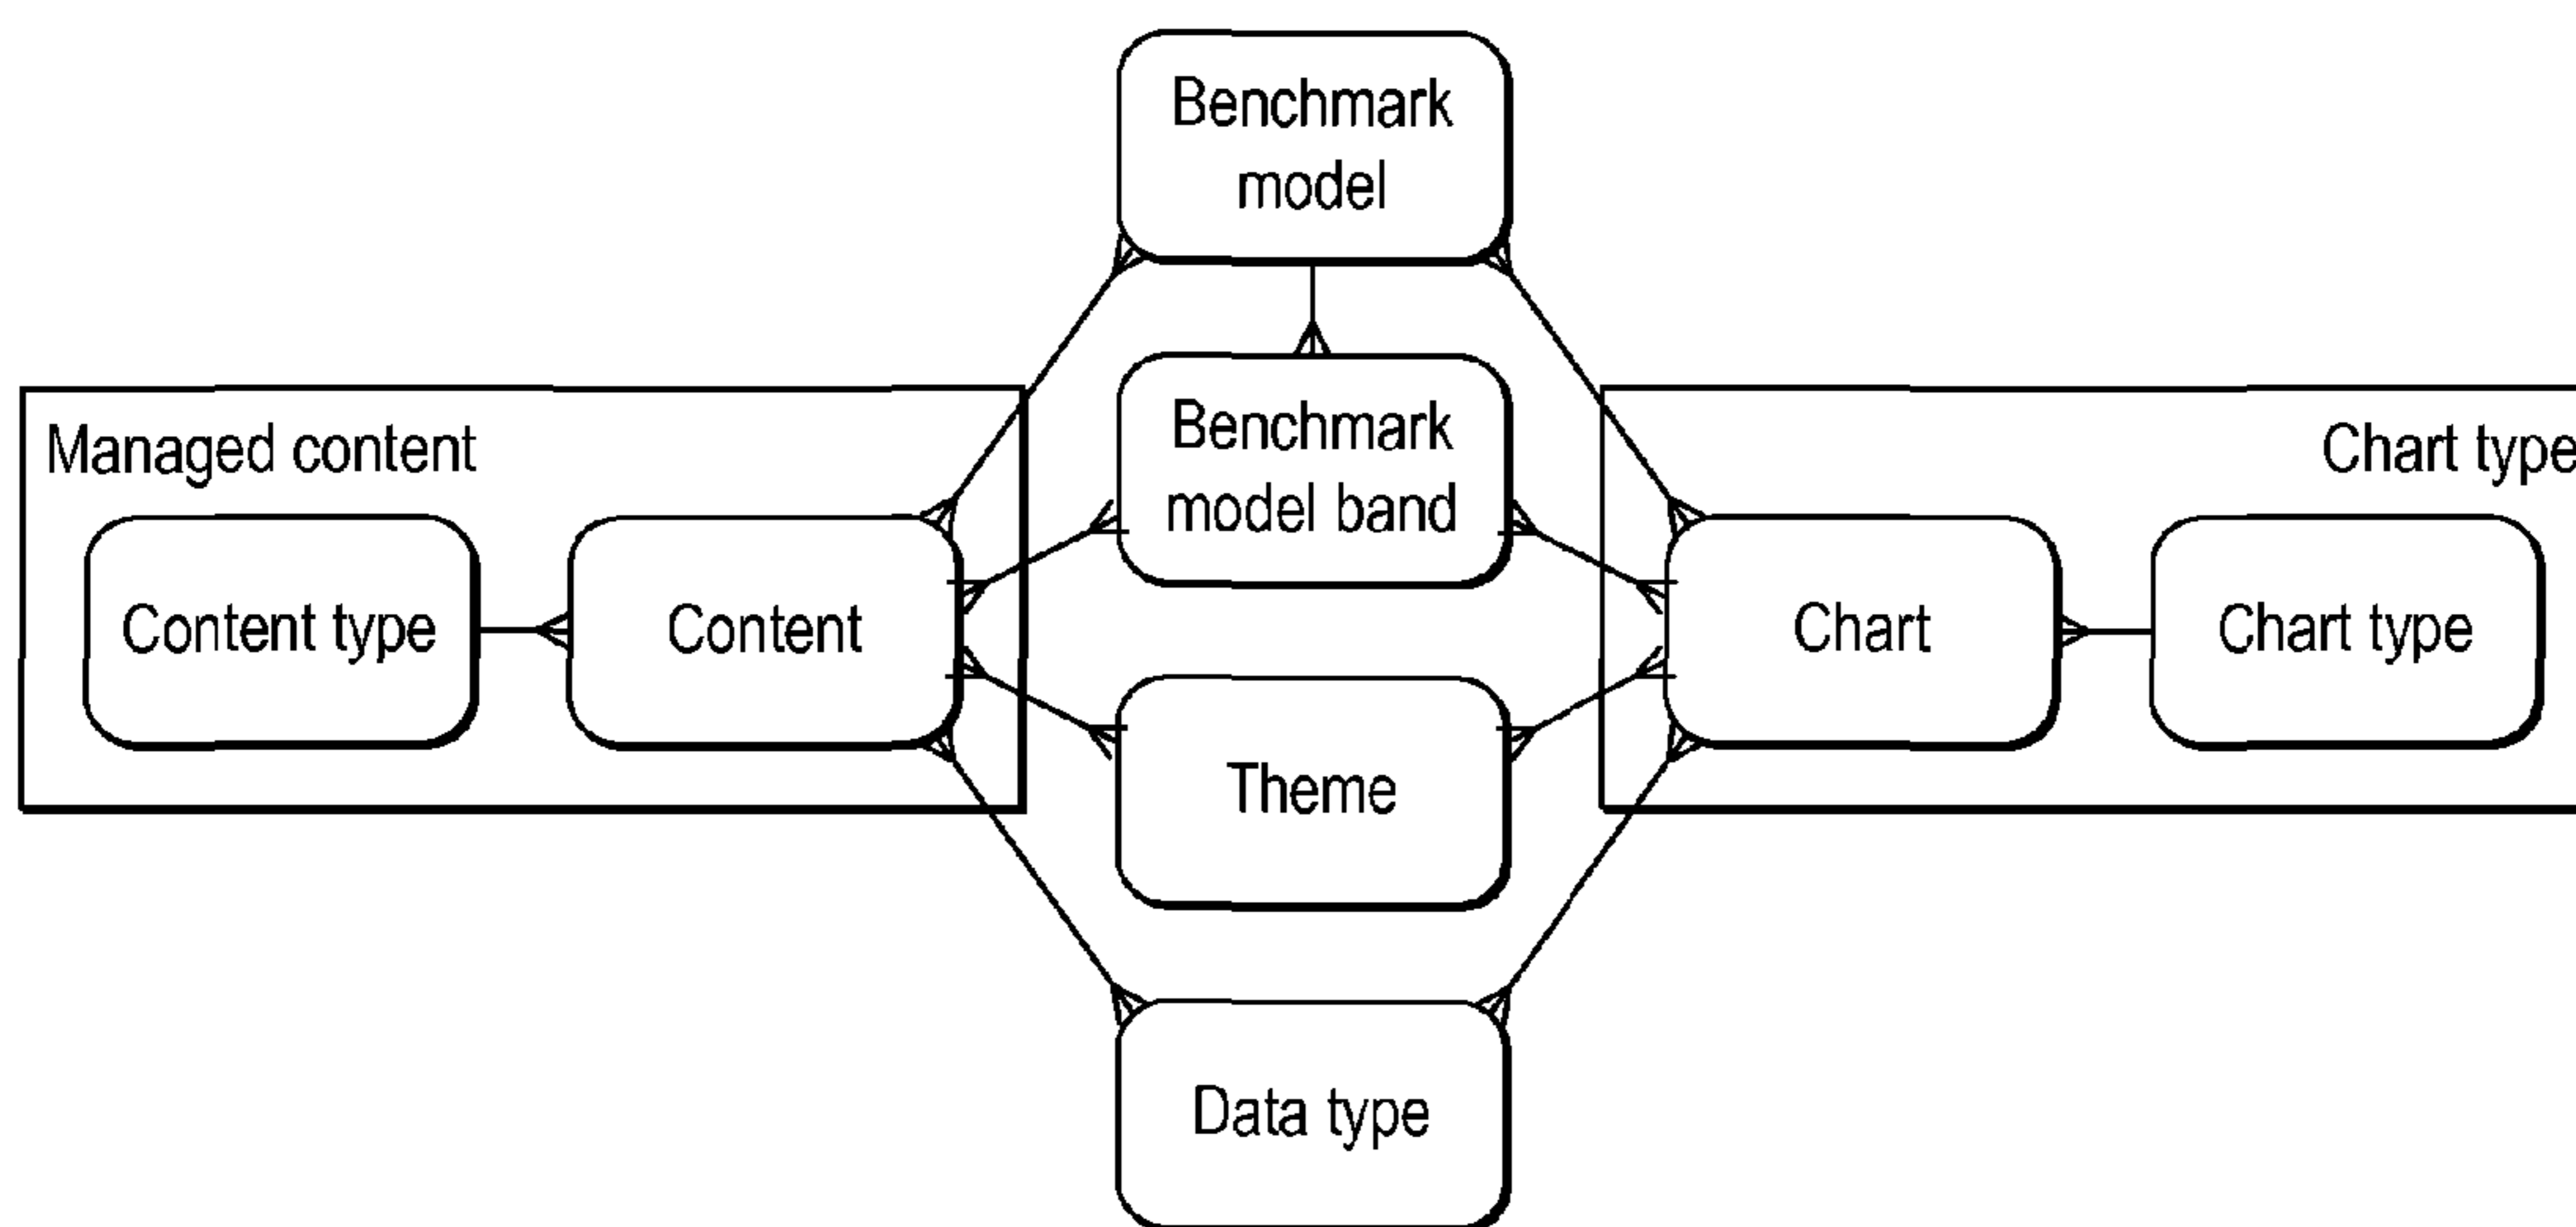 Benchmark
model
Managed content
Benchmark
model band
Chart type
Content type
Content
Chart
Chart type
Theme
Data type